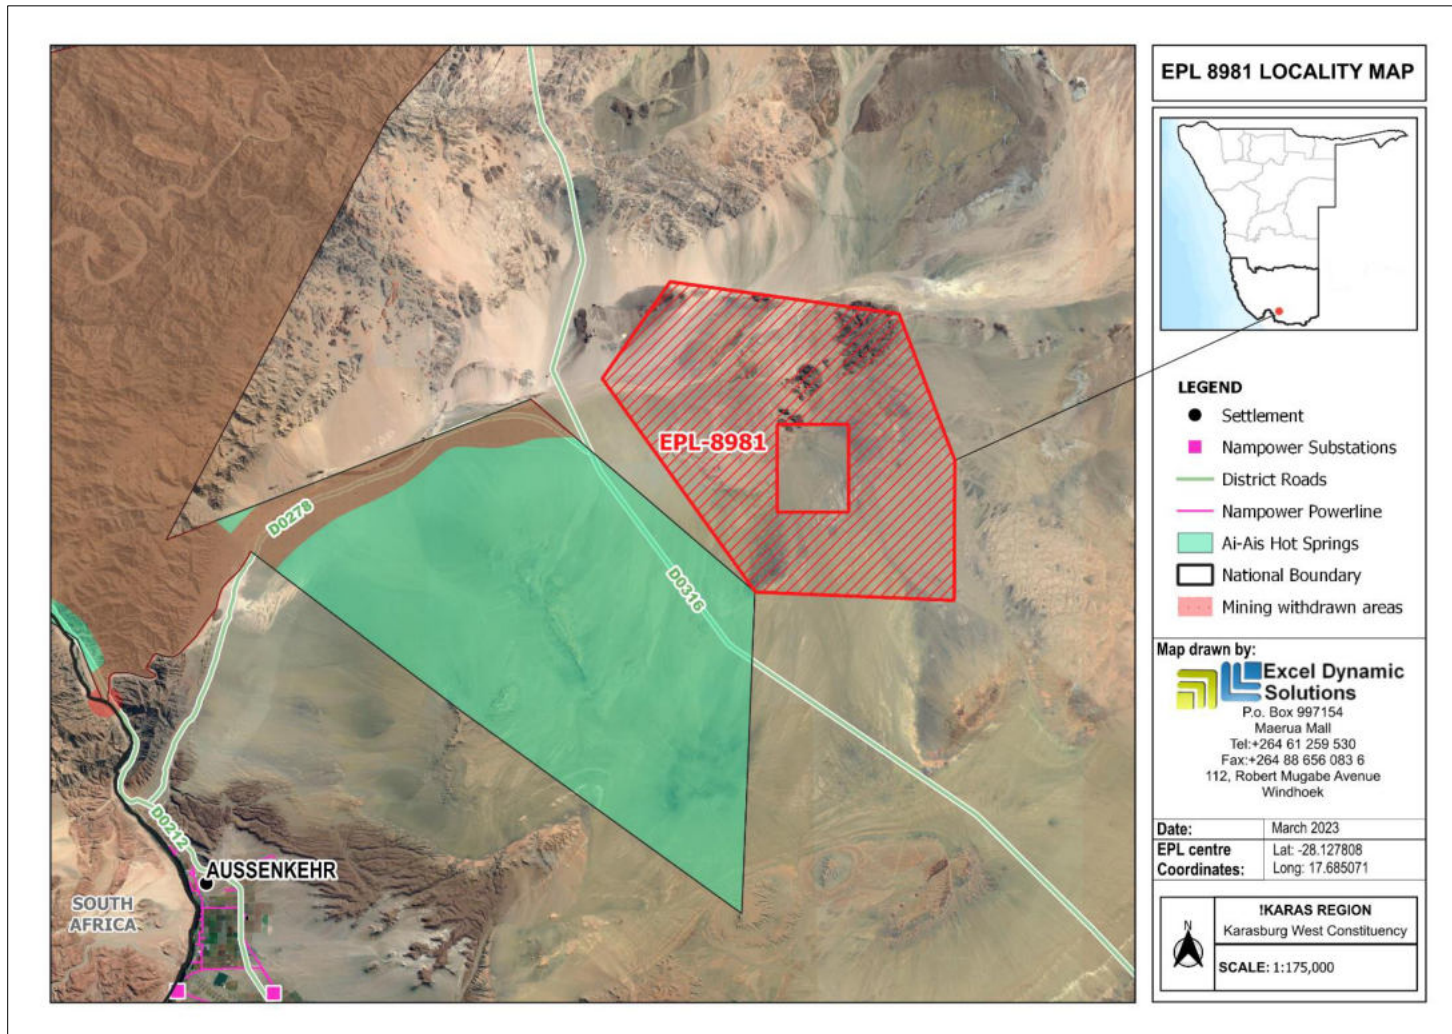 EPL 8981 LOCALITY MAP
EPL-8981
D0278
D0316
D0212
AUSSENKEHR
SOUTH
AFRICA
LEGEND
Settlement
Nampower Substations
District Roads
Nampower Powerline
Ai-Ais Hot Springs
National Boundary
Mining withdrawn areas
Map drawn by:
Excel Dynamic
Solutions
P.o. Box 997154
Maerua Mall
Tel:+264 61 259 530
Fax:+264 88 656 083 6
112, Robert Mugabe Avenue
Windhoek
Date: March 2023
EPL centre Lat: -28.127808
Coordinates: Long: 17.685071
N
!KARAS REGION
Karasburg West Constituency
SCALE: 1:175,000